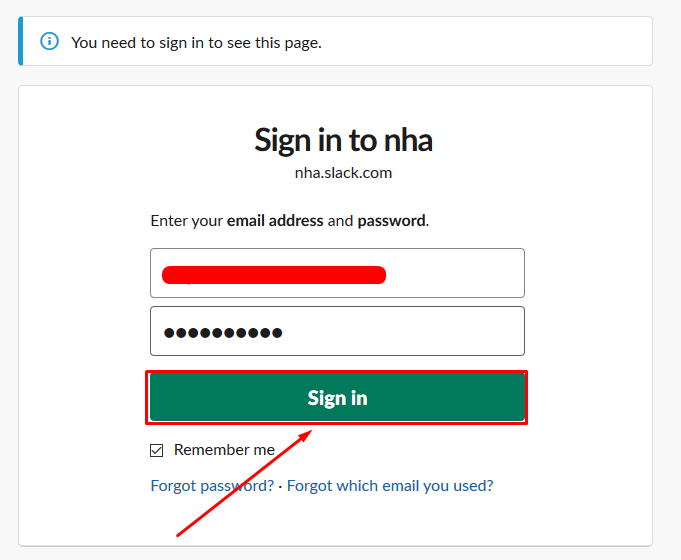 You need to sign in to see this page.
Sign in to nha
nha.slack.com
Enter your email address and password.
●●●●●●●●●●
Sign in
Remember me
Forgot password? · Forgot which email you used?